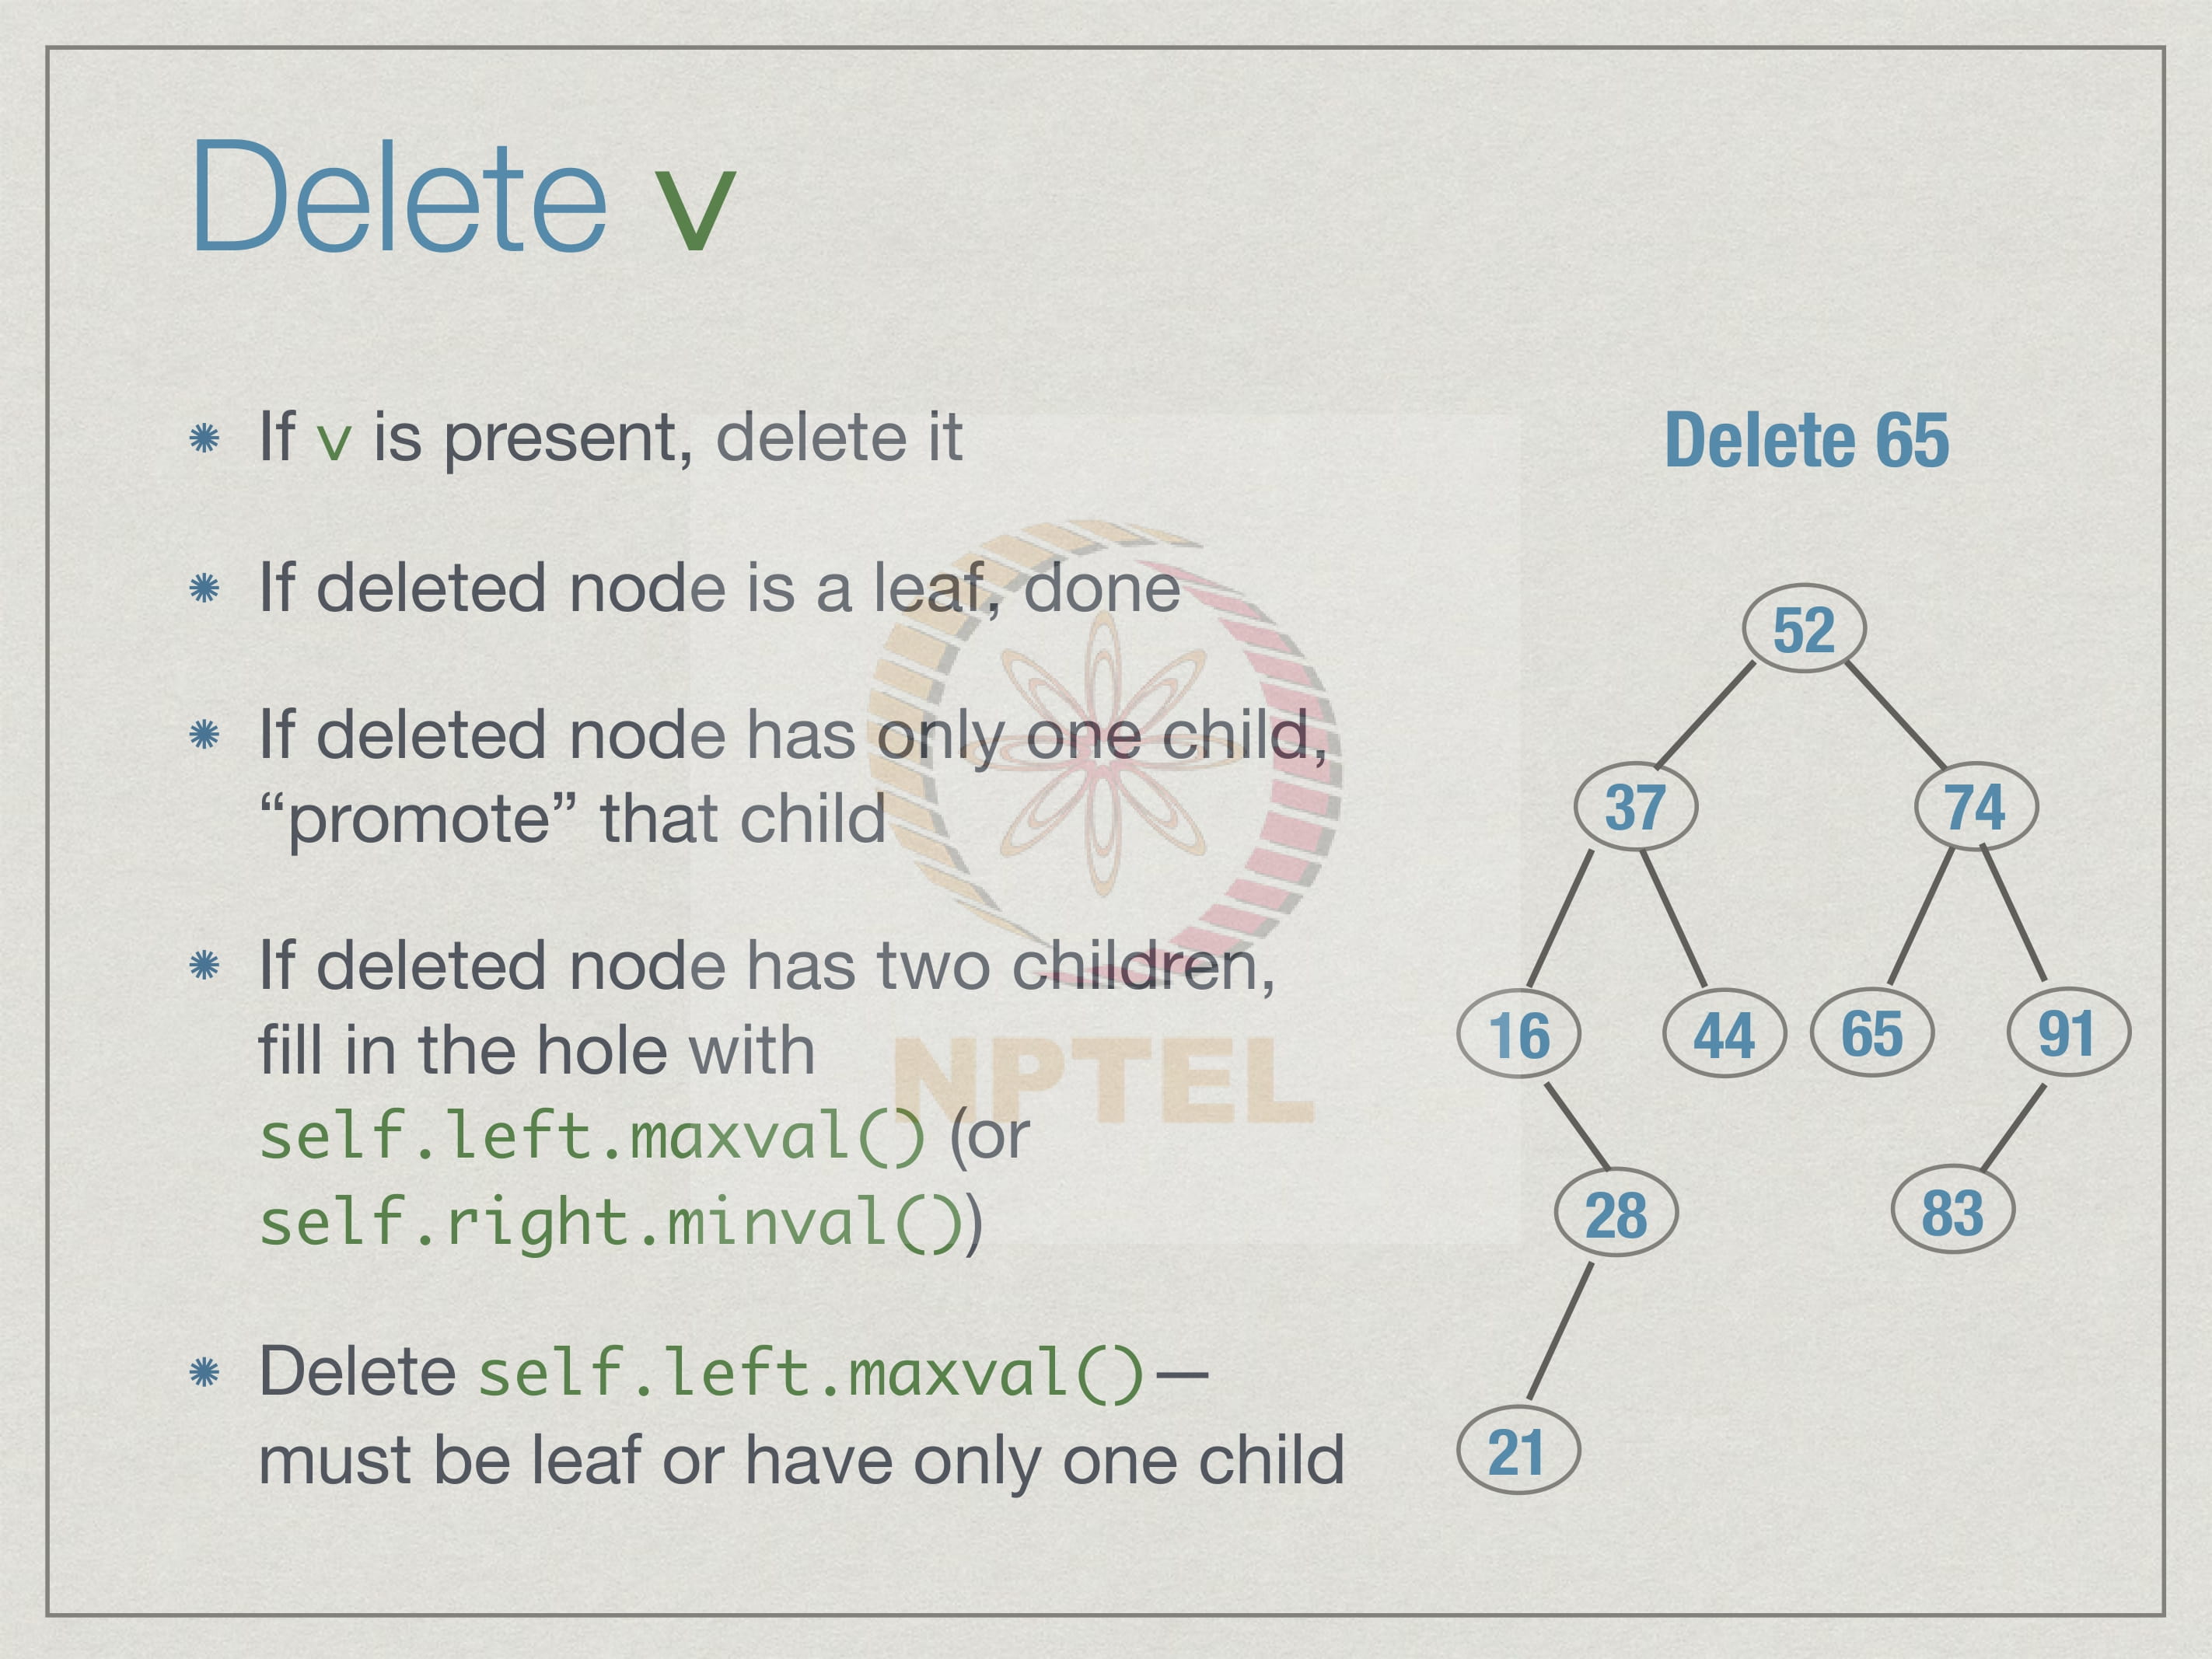 Delete v
If v is present, delete it
If deleted node is a leaf, done
If deleted node has only one child,
“promote” that child
If deleted node has two children,
fill in the hole with
self.left.maxval() (or
self.right.minval())
Delete self.left.maxval()—
must be leaf or have only one child
Delete 65
52
37 74
16 44 65 91
28 83
21
NPTEL